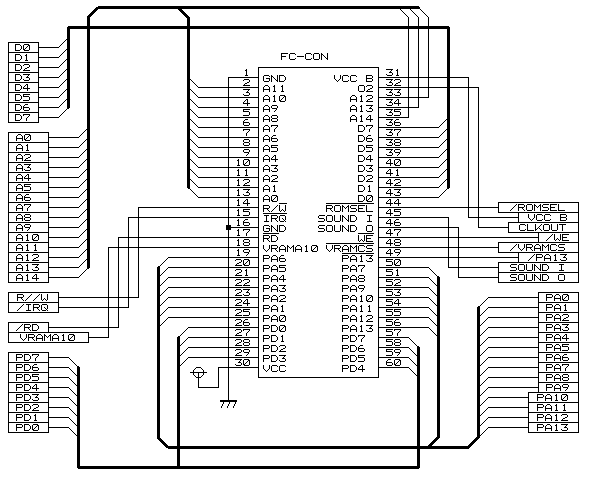 FC-CON
D0
D1
D2
D3
D4
D5
D6
D7
A0
A1
A2
A3
A4
A5
A6
A7
A8
A9
A10
A11
A12
A13
A14
R//W
/IRQ
/RD
VRAMA10
PD7
PD6
PD5
PD4
PD3
PD2
PD1
PD0
1 GND
2 A11
3 A10
4 A9
5 A8
6 A7
7 A6
8 A5
9 A4
10 A3
11 A2
12 A1
13 A0
14 R/W
15 IRQ
16 GND
17 RD
18 VRAMA10
19 PA6
20 PA5
21 PA4
22 PA3
23 PA2
24 PA1
25 PA0
26 PD0
27 PD1
28 PD2
29 PD3
30 VCC
VCC B 31
O2 32
A12 33
A13 34
A14 35
D7 36
D6 37
D5 38
D4 39
D3 40
D2 41
D1 42
D0 43
ROMSEL 44
SOUND I 45
SOUND O 46
WE 47
VRAMCS 48
PA13 49
PA7 50
PA8 51
PA9 52
PA10 53
PA11 54
PA12 55
PA13 56
PD7 57
PD6 58
PD5 59
PD4 60
/ROMSEL
VCC B
CLKOUT
/WE
/VRAMCS
/PA13
SOUND I
SOUND O
PA0
PA1
PA2
PA3
PA4
PA5
PA6
PA7
PA8
PA9
PA10
PA11
PA12
PA13